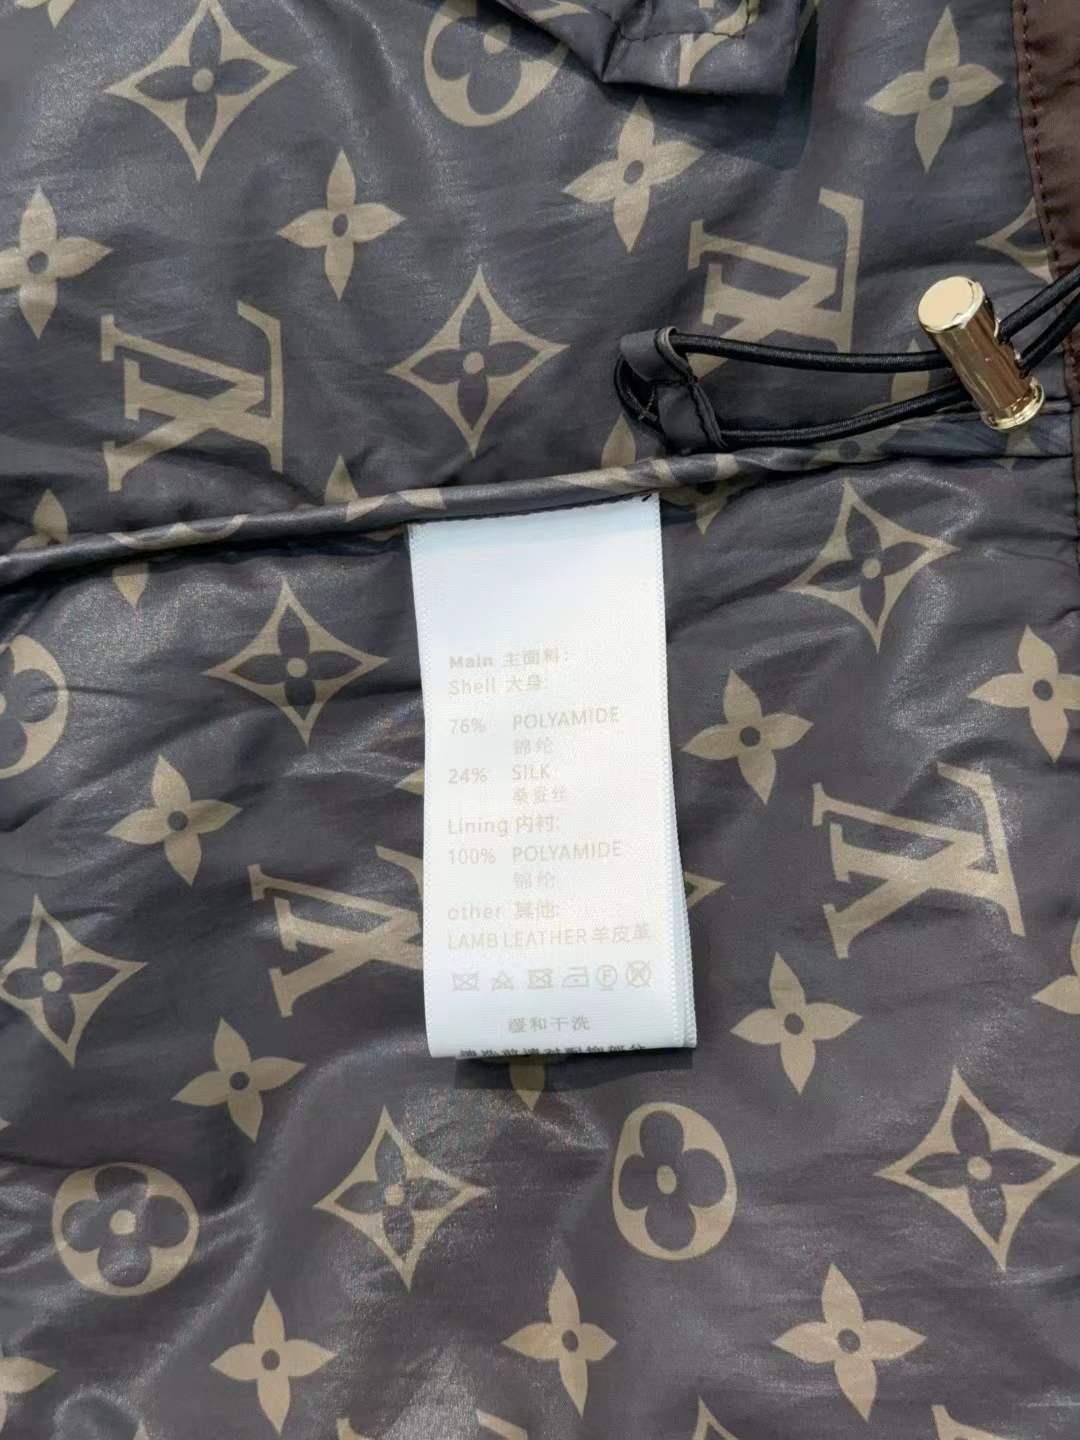 Main 主面料:
Shell 大身:
76% POLYAMIDE
锦纶
24% SILK
桑蚕丝
Lining 内衬:
100% POLYAMIDE
锦纶
other 其他:
LAMB LEATHER 羊皮革
F
缓和干洗